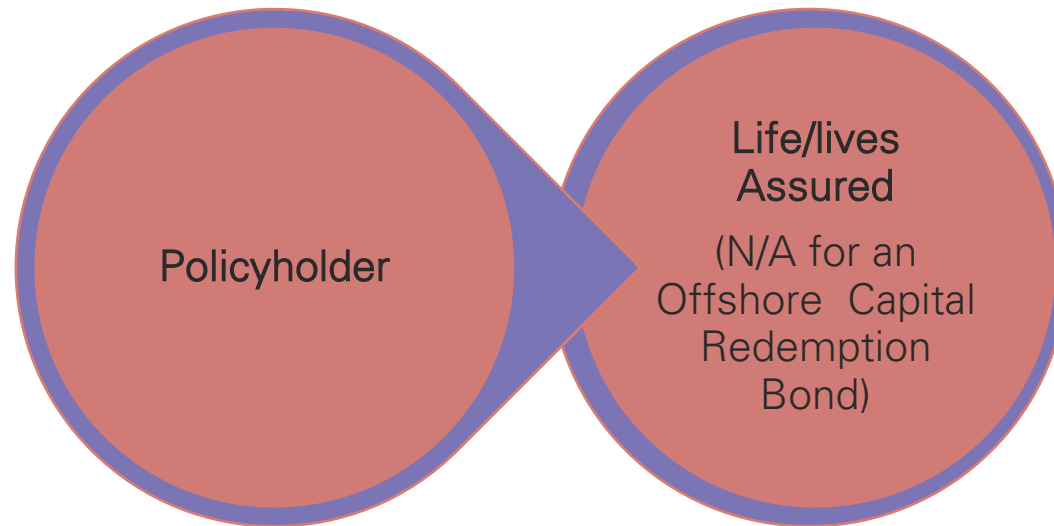 Policyholder
Life/lives
Assured
(N/A for an
Offshore  Capital
Redemption
Bond)